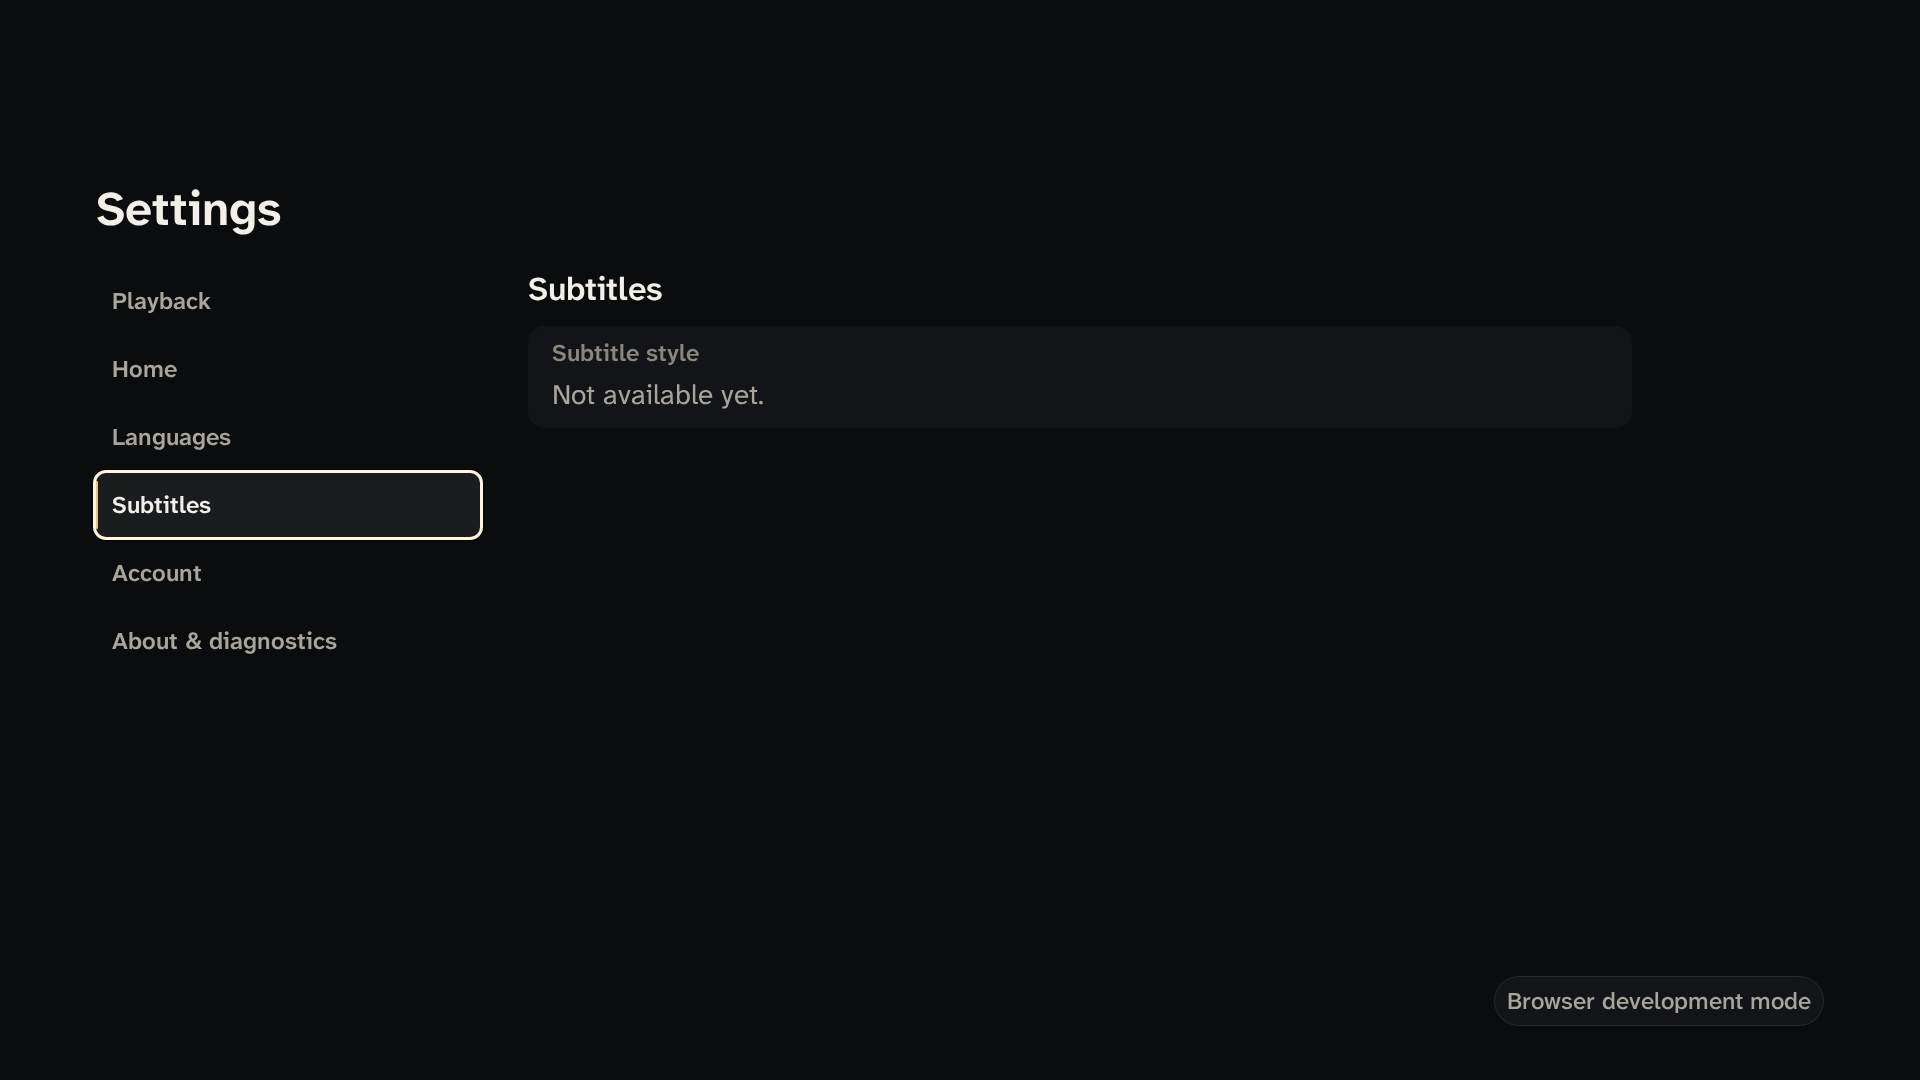 Settings
Playback
Home
Languages
Subtitles
Account
About & diagnostics
Subtitles
Subtitle style
Not available yet.
Browser development mode